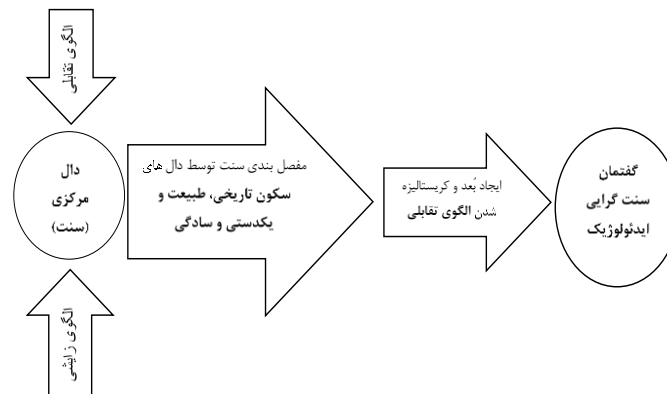 الگوی تقابلی
دال
مرکزی
(سنت)
الگوی زایشی
مفصل بندی سنت توسط دال های
سکون تاریخی، طبیعت و
یکدستی و سادگی
ایجاد بُعد و کریستالیزه
شدن الگوی تقابلی
گفتمان
سنت گرایی
ایدئولوژیک